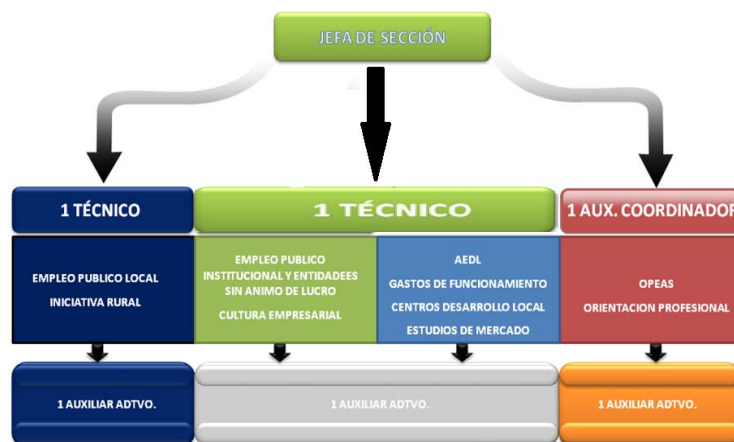 JEFA DE SECCIÓN
1 TÉCNICO
1 TÉCNICO
1 AUX. COORDINADOR
EMPLEO PUBLICO LOCAL
INICIATIVA RURAL
EMPLEO PUBLICO
INSTITUCIONAL Y ENTIDADEES
SIN ANIMO DE LUCRO
CULTURA EMPRESARIAL
AEDL
GASTOS DE FUNCIONAMIENTO
CENTROS DESARROLLO LOCAL
ESTUDIOS DE MERCADO
OPEAS
ORIENTACION PROFESIONAL
1 AUXILIAR ADTVO.
1 AUXILIAR ADTVO.
1 AUXILIAR ADTVO.